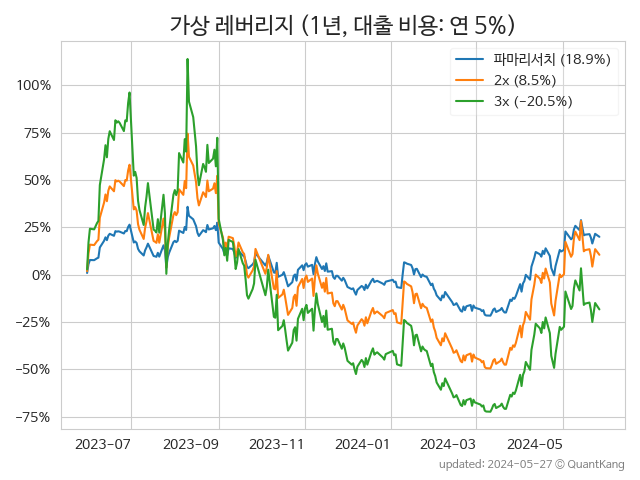 가상 레버리지 (1년, 대출 비용: 연 5%)
파마리서치 (18.9%)
2x (8.5%)
3x (−20.5%)
100%
75%
50%
25%
0%
−25%
−50%
−75%
2023-07 2023-09 2023-11 2024-01 2024-03 2024-05
updated: 2024-05-27 © QuantKang